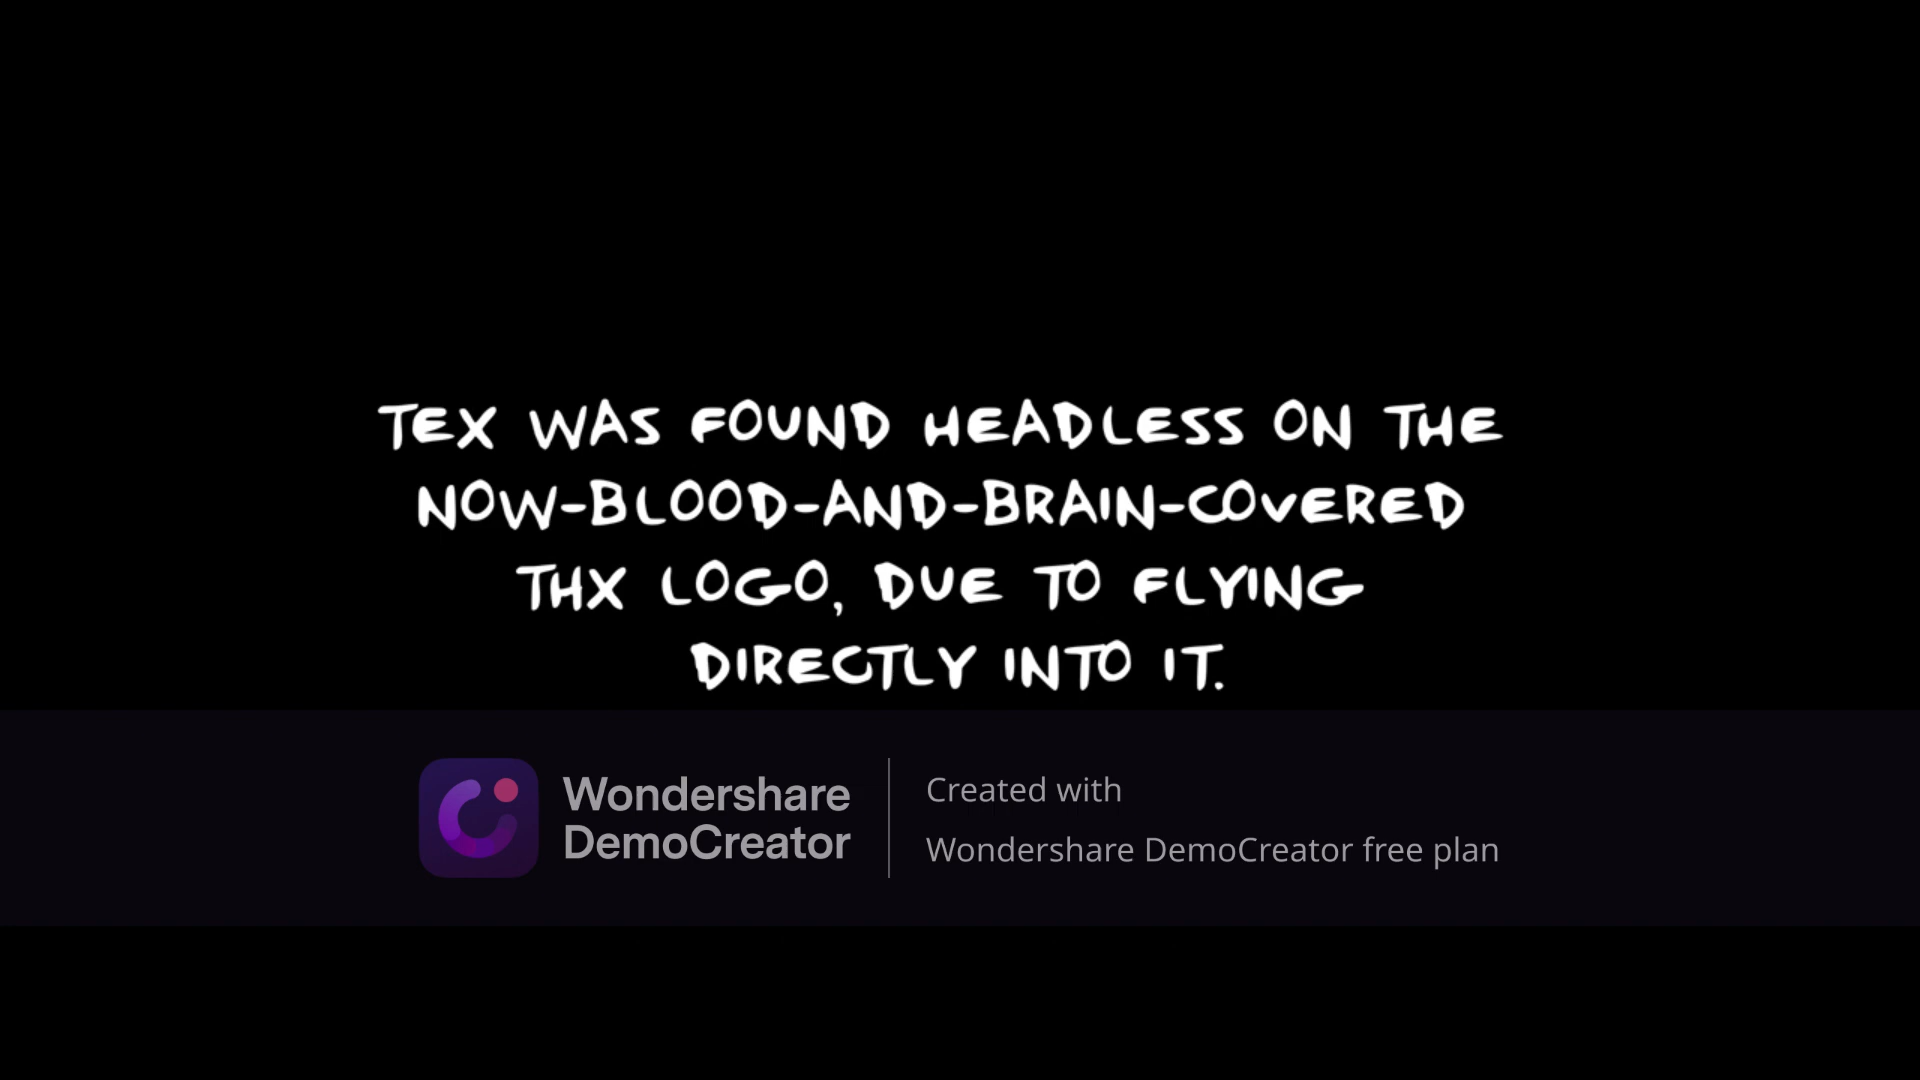 TEX WAS FOUND HEADLESS ON THE
NOW-BLOOD-AND-BRAIN-COVERED
THX LOGO, DUE TO FLYING
DIRECTLY INTO IT.
Wondershare
DemoCreator
Created with
Wondershare DemoCreator free plan